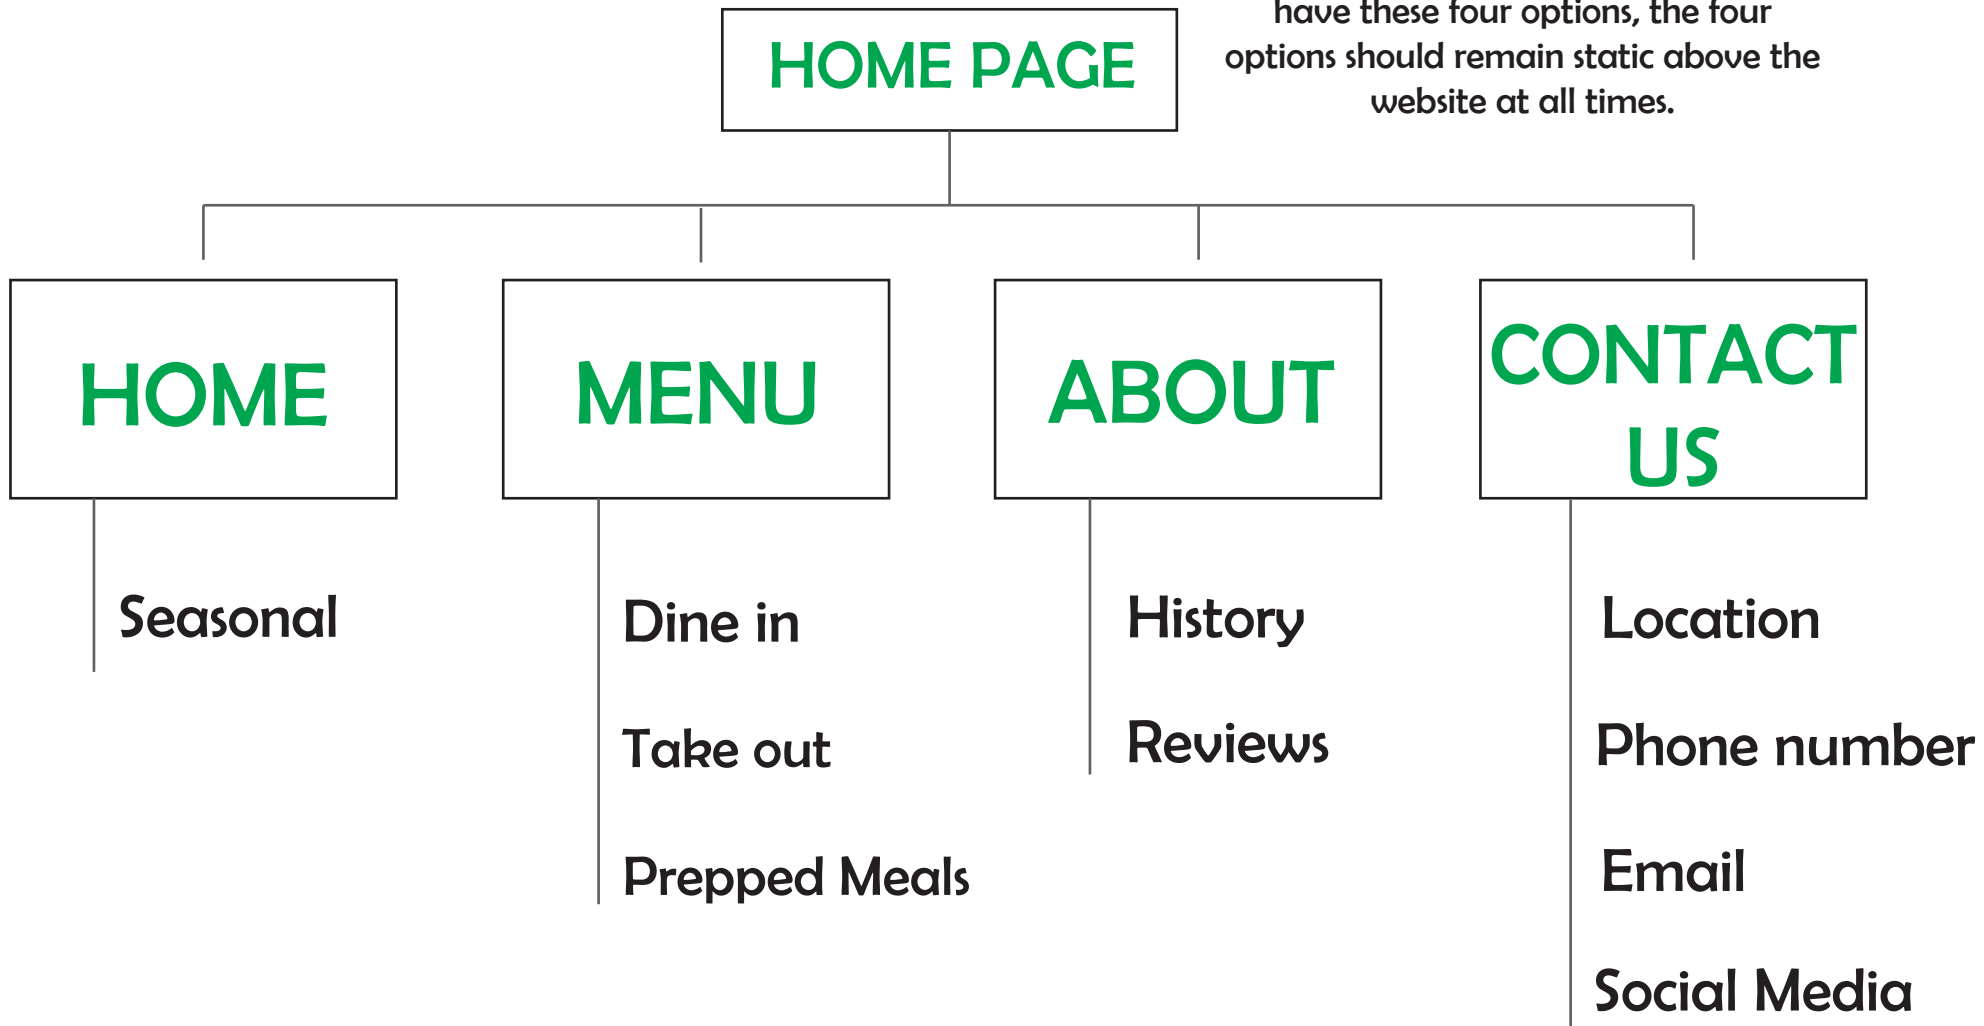 have these four options, the four
options should remain static above the
website at all times.
HOME PAGE
HOME
MENU
ABOUT
CONTACT
US
Seasonal
Dine in
Take out
Prepped Meals
History
Reviews
Location
Phone number
Email
Social Media